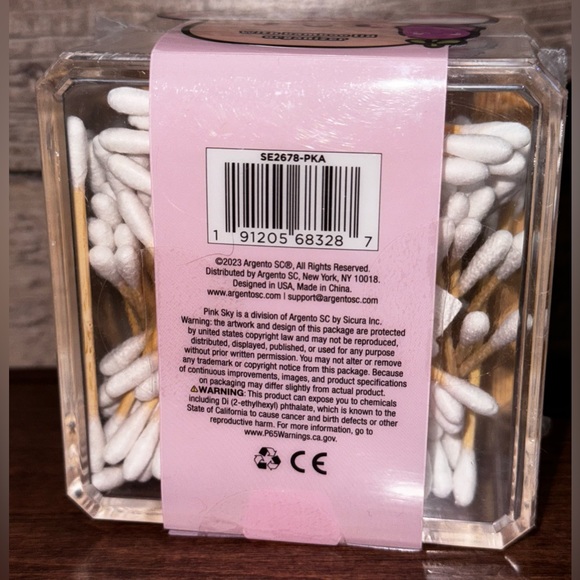 SE2678-PKA
1 91205 68328 7
©2023 Argento SC®, All Rights Reserved.
Distributed by Argento SC, New York, NY 10018.
Designed in USA, Made in China.
www.argentosc.com | support@argentosc.com
Pink Sky is a division of Argento SC by Sicura Inc.
Warning: the artwork and design of this package are protected
by united states copyright law and may not be reproduced,
distributed, displayed, published, or used for any purpose
without prior written permission. You may not alter or remove
any trademark or copyright notice from this package. Because
of continuous improvements, images, and product specifications
on packaging may differ slightly from actual product.
⚠WARNING: This product can expose you to chemicals
including Di (2-ethylhexyl) phthalate, which is known to the
State of California to cause cancer and birth defects or other
reproductive harm. For more information, go to
www.P65Warnings.ca.gov.
CE